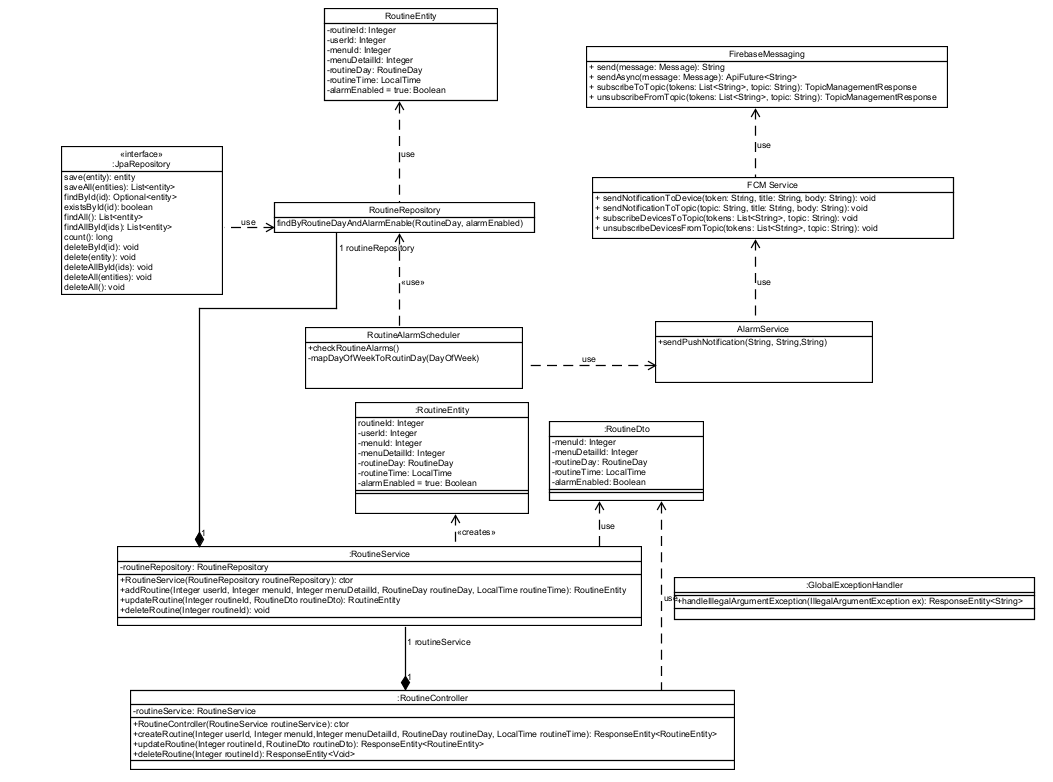 RoutineEntity
-routineId: Integer
-userId: Integer
-menuId: Integer
-menuDetailId: Integer
-routineDay: RoutineDay
-routineTime: LocalTime
-alarmEnabled = true: Boolean
FirebaseMessaging
+ send(message: Message): String
+ sendAsync(message: Message): ApiFuture<String>
+ subscribeToTopic(tokens: List<String>, topic: String): TopicManagementResponse
+ unsubscribeFromTopic(tokens: List<String>, topic: String): TopicManagementResponse
use
use
«interface»
:JpaRepository
save(entity): entity
saveAll(entities): List<entity>
findById(id): Optional<entity>
existsById(id): boolean
findAll(): List<entity>
findAllById(ids): List<entity>
count(): long
deleteById(id): void
delete(entity): void
deleteAllById(ids): void
deleteAll(entities): void
deleteAll(): void
use
RoutineRepository
findByRoutineDayAndAlarmEnable(RoutineDay, alarmEnabled)
FCM Service
+ sendNotificationToDevice(token: String, title: String, body: String): void
+ sendNotificationToTopic(topic: String, title: String, body: String): void
+ subscribeDevicesToTopic(tokens: List<String>, topic: String): void
+ unsubscribeDevicesFromTopic(tokens: List<String>, topic: String): void
1 routineRepository
«use»
use
RoutineAlarmScheduler
+checkRoutineAlarms()
-mapDayOfWeekToRoutinDay(DayOfWeek)
use
AlarmService
+sendPushNotification(String, String,String)
:RoutineEntity
routineId: Integer
-userId: Integer
-menuId: Integer
-menuDetailId: Integer
-routineDay: RoutineDay
-routineTime: LocalTime
-alarmEnabled = true: Boolean
:RoutineDto
-menuId: Integer
-menuDetailId: Integer
-routineDay: RoutineDay
-routineTime: LocalTime
-alarmEnabled: Boolean
«creates»
use
1
:RoutineService
-routineRepository: RoutineRepository
+RoutineService(RoutineRepository routineRepository): ctor
+addRoutine(Integer userId, Integer menuId, Integer menuDetailId, RoutineDay routineDay, LocalTime routineTime): RoutineEntity
+updateRoutine(Integer routineId, RoutineDto routineDto): RoutineEntity
+deleteRoutine(Integer routineId): void
use
:GlobalExceptionHandler
+handleIllegalArgumentException(IllegalArgumentException ex): ResponseEntity<String>
1 routineService
1
:RoutineController
-routineService: RoutineService
+RoutineController(RoutineService routineService): ctor
+createRoutine(Integer userId, Integer menuId,Integer menuDetailId, RoutineDay routineDay, LocalTime routineTime): ResponseEntity<RoutineEntity>
+updateRoutine(Integer routineId, RoutineDto routineDto): ResponseEntity<RoutineEntity>
+deleteRoutine(Integer routineId): ResponseEntity<Void>